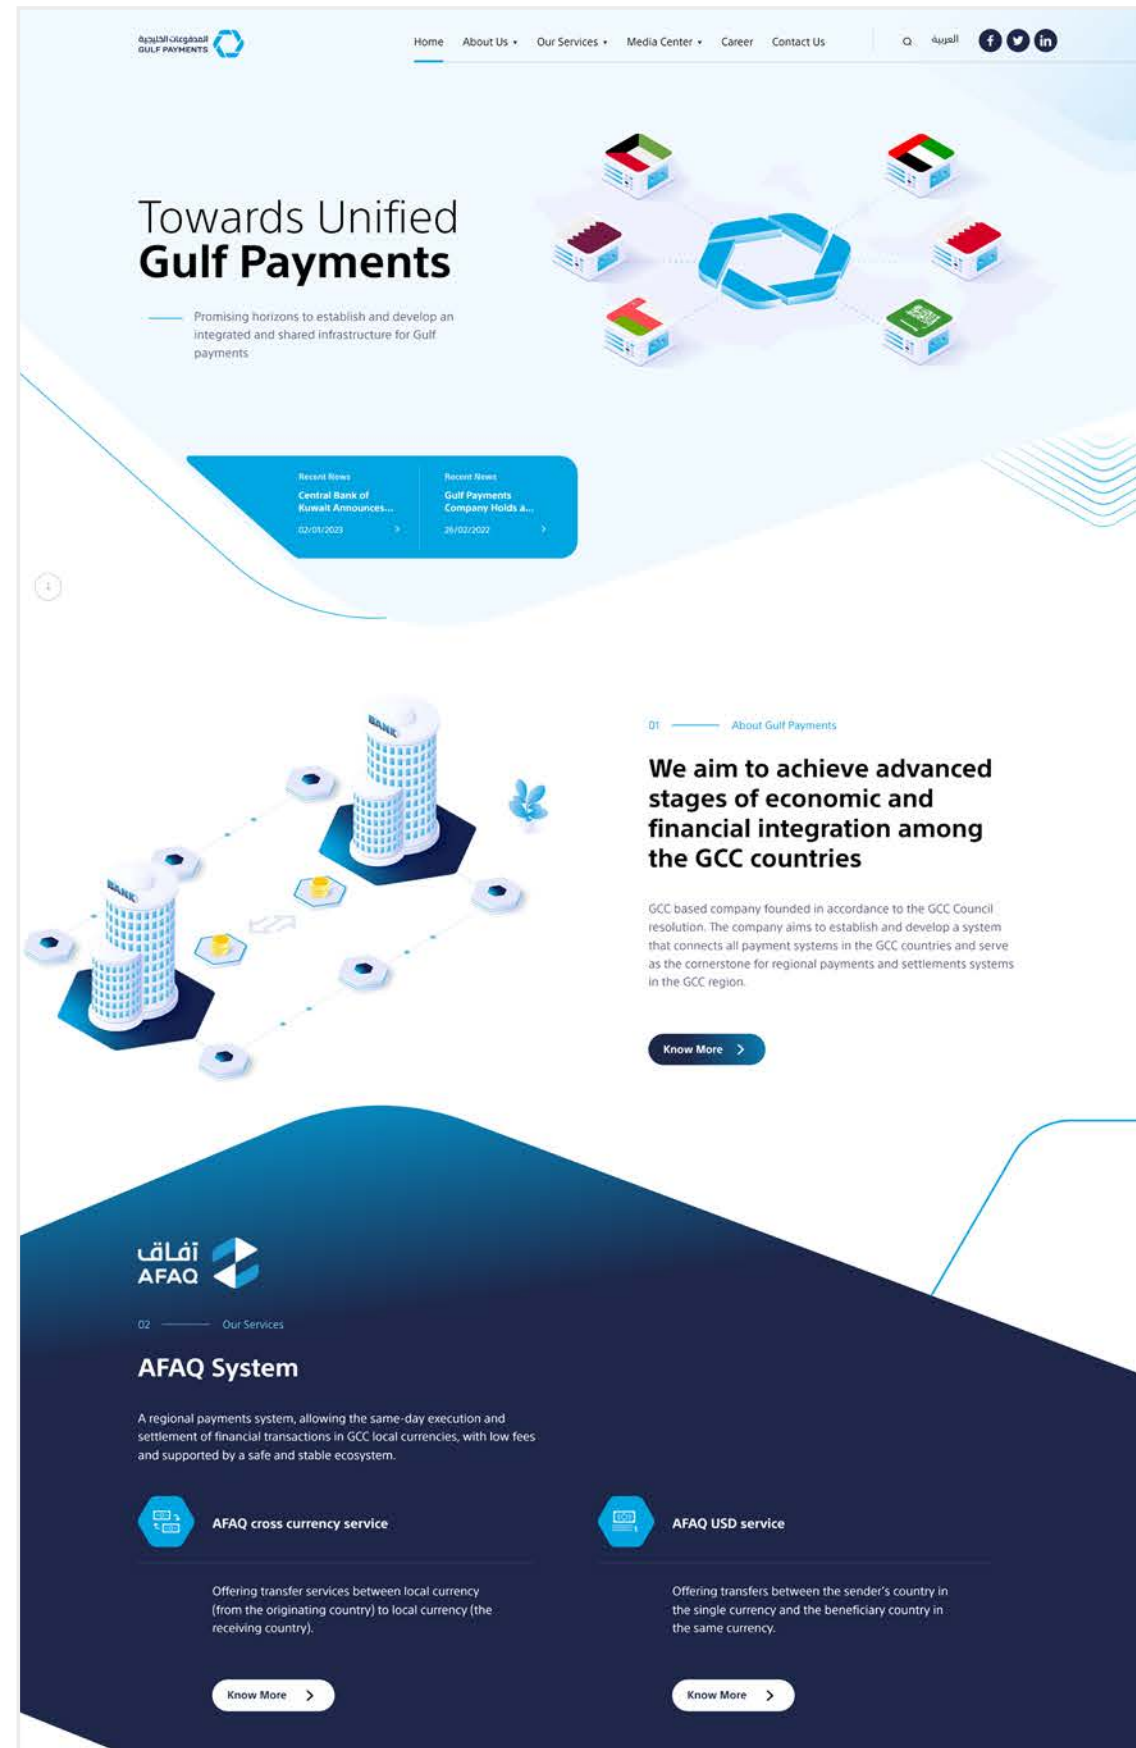 المدفوعات الخليجية
GULF PAYMENTS
Home About Us Our Services Media Center Career Contact Us العربية
Towards Unified
Gulf Payments
Promising horizons to establish and develop an
integrated and shared infrastructure for Gulf
payments
Recent News
Central Bank of
Kuwait Announces...
02/01/2023
Recent News
Gulf Payments
Company Holds a...
26/02/2022
BANK
BANK
01 About Gulf Payments
We aim to achieve advanced
stages of economic and
financial integration among
the GCC countries
GCC based company founded in accordance to the GCC Council
resolution. The company aims to establish and develop a system
that connects all payment systems in the GCC countries and serve
as the cornerstone for regional payments and settlements systems
in the GCC region.
Know More
آفاق
AFAQ
02 Our Services
AFAQ System
A regional payments system, allowing the same-day execution and
settlement of financial transactions in GCC local currencies, with low fees
and supported by a safe and stable ecosystem.
AFAQ cross currency service
Offering transfer services between local currency
(from the originating country) to local currency (the
receiving country).
Know More
AFAQ USD service
Offering transfers between the sender's country in
the single currency and the beneficiary country in
the same currency.
Know More